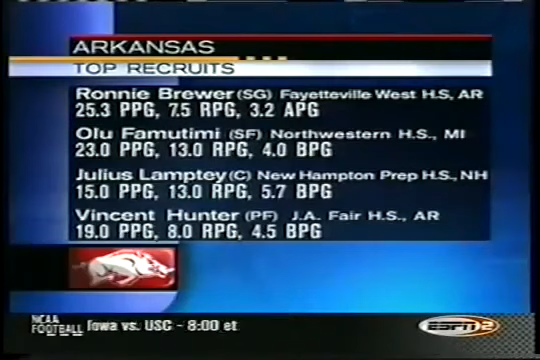 ARKANSAS
TOP RECRUITS
Ronnie Brewer (SG) Fayetteville West H.S, AR
25.3 PPG, 7.5 RPG, 3.2 APG
Olu Famutimi (SF) Northwestern H.S., MI
23.0 PPG, 13.0 RPG, 4.0 BPG
Julius Lamptey (C) New Hampton Prep H.S., NH
15.0 PPG, 13.0 RPG, 5.7 BPG
Vincent Hunter (PF) J.A. Fair H.S., AR
19.0 PPG, 8.0 RPG, 4.5 BPG
NCAA
FOOTBALL Iowa vs. USC - 8:00 et
ESPN 2